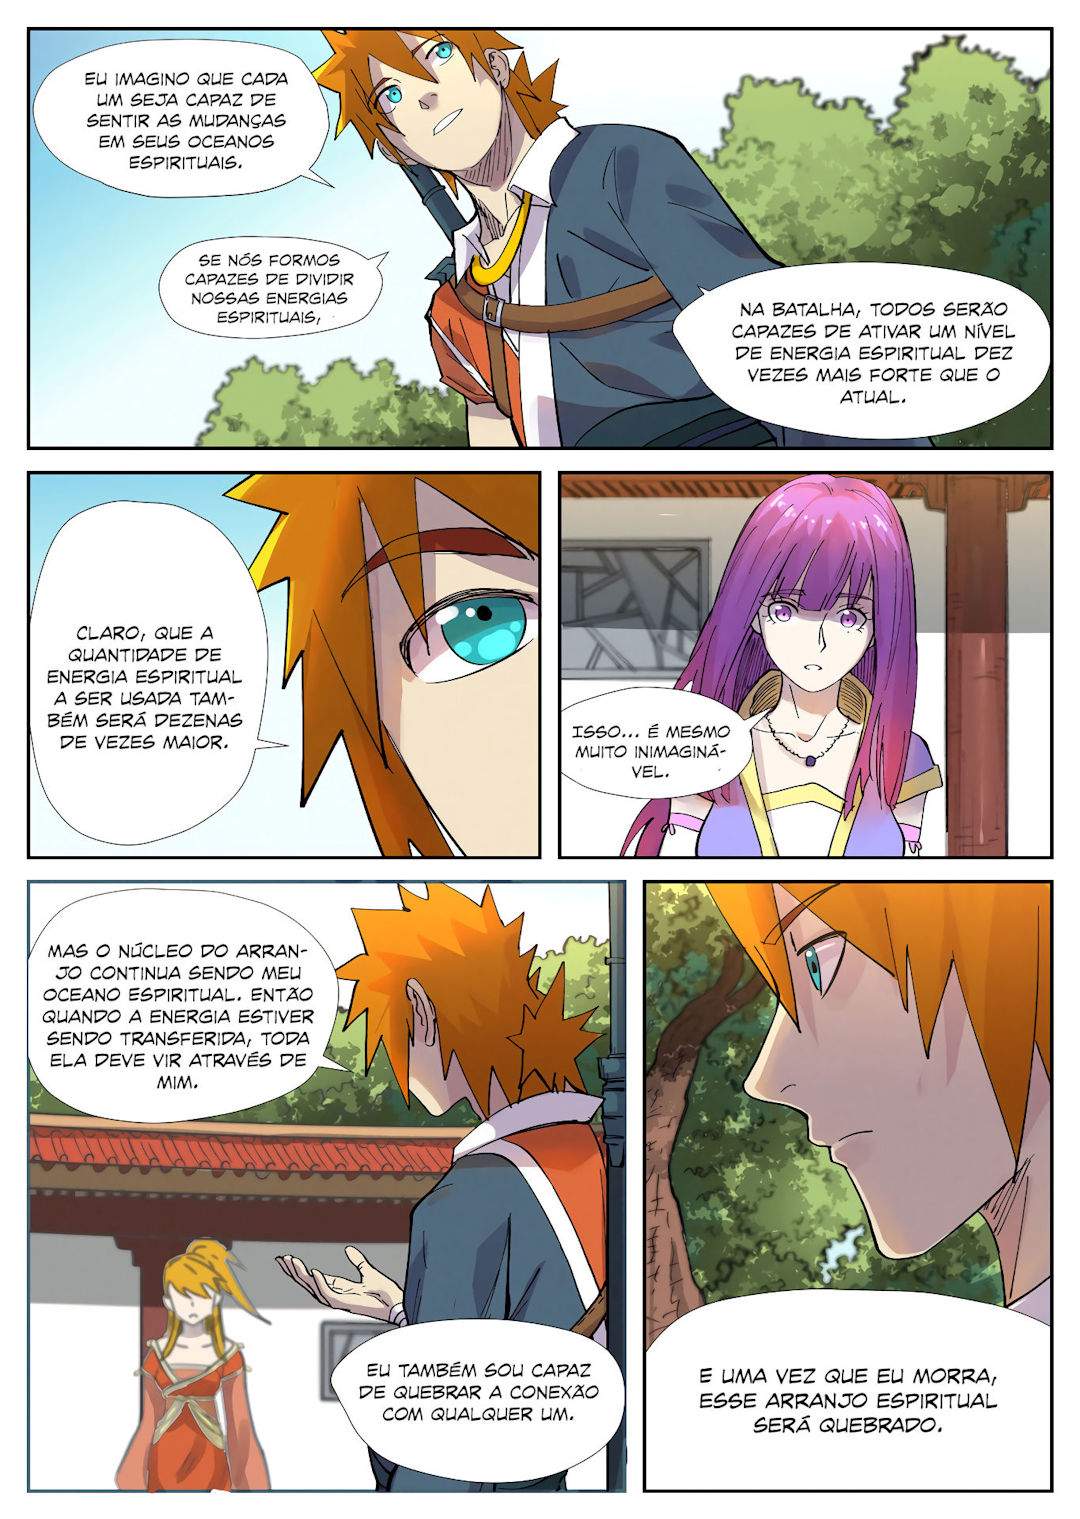 EU IMAGINO QUE CADA
UM SEJA CAPAZ DE
SENTIR AS MUDANÇAS
EM SEUS OCEANOS
ESPIRITUAIS.
SE NÓS FORMOS
CAPAZES DE DIVIDIR
NOSSAS ENERGIAS
ESPIRITUAIS,
NA BATALHA, TODOS SERÃO
CAPAZES DE ATIVAR UM NÍVEL
DE ENERGIA ESPIRITUAL DEZ
VEZES MAIS FORTE QUE O
ATUAL.
CLARO, QUE A
QUANTIDADE DE
ENERGIA ESPIRITUAL
A SER USADA TAM-
BÉM SERÁ DEZENAS
DE VEZES MAIOR.
ISSO... É MESMO
MUITO INIMAGINÁ-
VEL.
MAS O NÚCLEO DO ARRAN-
JO CONTINUA SENDO MEU
OCEANO ESPIRITUAL. ENTÃO
QUANDO A ENERGIA ESTIVER
SENDO TRANSFERIDA, TODA
ELA DEVE VIR ATRAVÉS DE
MIM.
EU TAMBÉM SOU CAPAZ
DE QUEBRAR A CONEXÃO
COM QUALQUER UM.
E UMA VEZ QUE EU MORRA,
ESSE ARRANJO ESPIRITUAL
SERÁ QUEBRADO.